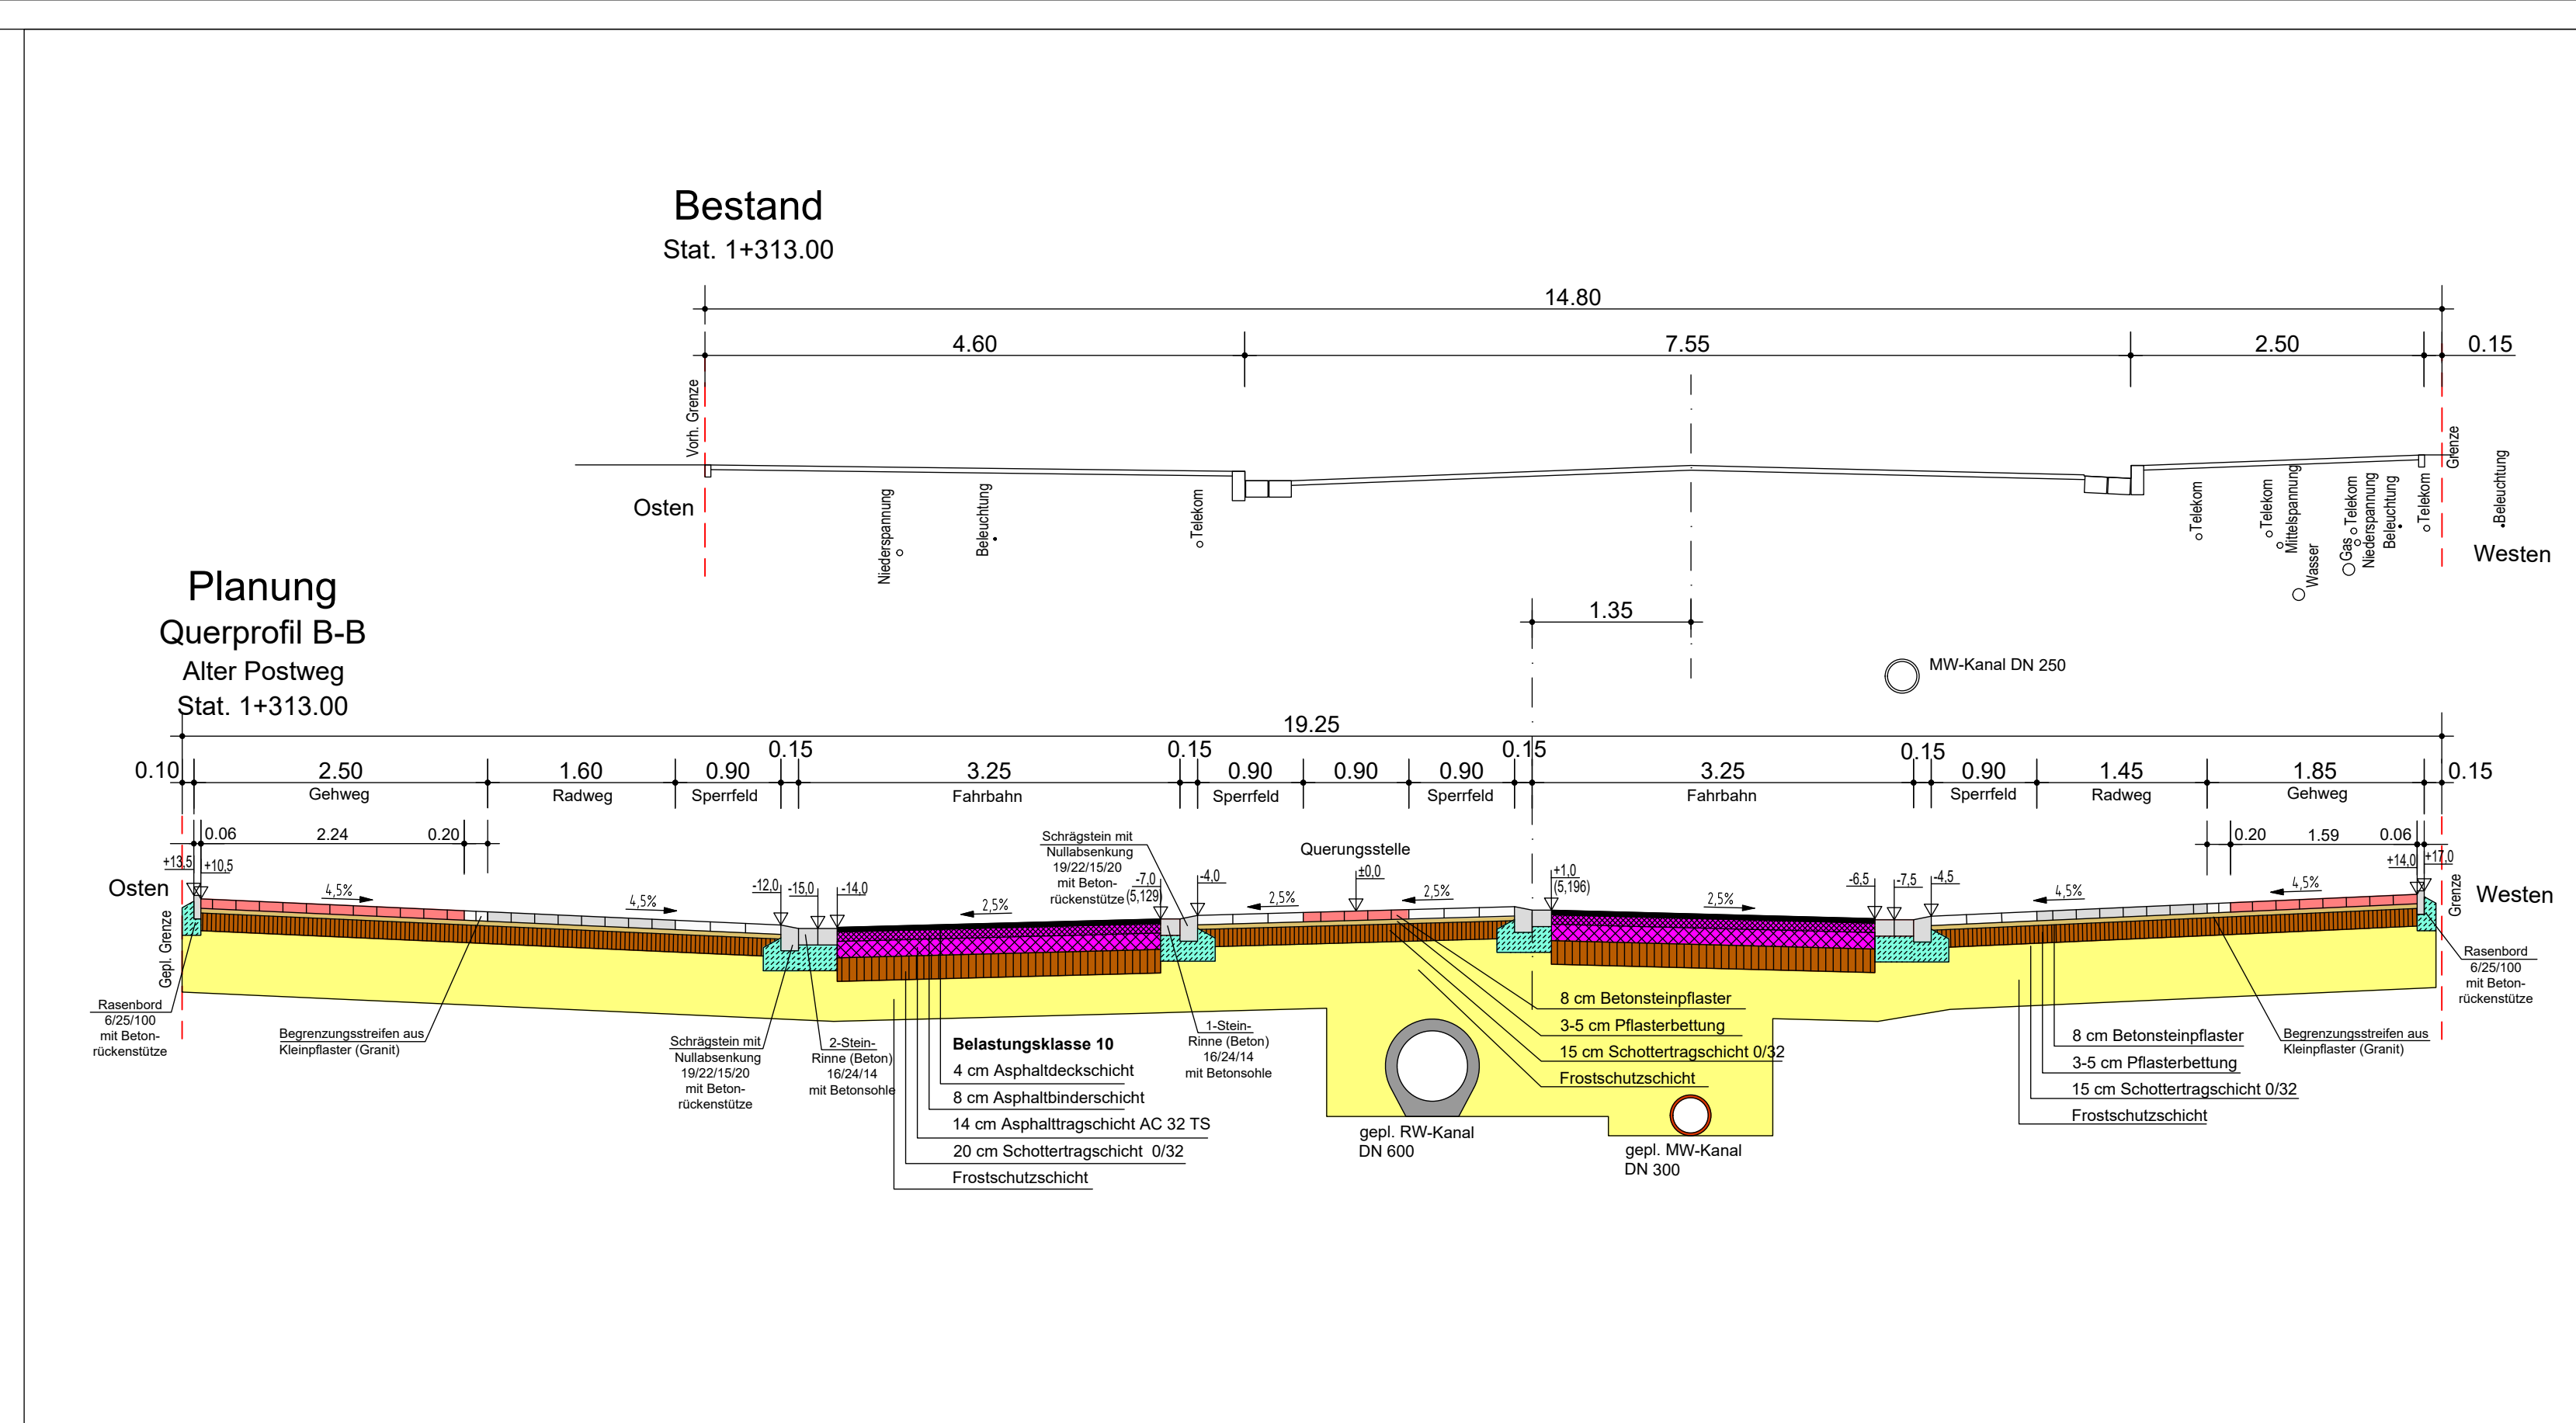 Bestand
Stat. 1+313.00
14.80
4.60
7.55
2.50
0.15
Vorh. Grenze
Grenze
Osten
Niederspannung
Beleuchtung
Telekom
Telekom
Telekom
Mittelspannung
Wasser
Gas
Telekom
Niederspannung
Beleuchtung
Telekom
Beleuchtung
Westen
1.35
MW-Kanal DN 250
Planung
Querprofil B-B
Alter Postweg
Stat. 1+313.00
19.25
0.15
0.15
0.15
0.15
0.10
2.50
1.60
0.90
3.25
0.90
0.90
0.90
3.25
0.90
1.45
1.85
0.15
Gehweg
Radweg
Sperrfeld
Fahrbahn
Sperrfeld
Sperrfeld
Fahrbahn
Sperrfeld
Radweg
Gehweg
0.06
2.24
0.20
0.20
1.59
0.06
+13,5
+10,5
-12,0
-15,0
-14,0
-7,0
(5,129)
-4,0
±0,0
+1,0
(5,196)
-6,5
-7,5
-4,5
+14,0
+17,0
Osten
Westen
Gepl. Grenze
Grenze
4,5%
4,5%
2,5%
2,5%
2,5%
2,5%
4,5%
4,5%
Schrägstein mit
Nullabsenkung
19/22/15/20
mit Beton-
rückenstütze
Querungsstelle
Rasenbord
6/25/100
mit Beton-
rückenstütze
Begrenzungsstreifen aus
Kleinpflaster (Granit)
Schrägstein mit
Nullabsenkung
19/22/15/20
mit Beton-
rückenstütze
2-Stein-
Rinne (Beton)
16/24/14
mit Betonsohle
Belastungsklasse 10
4 cm Asphaltdeckschicht
8 cm Asphaltbinderschicht
14 cm Asphalttragschicht AC 32 TS
20 cm Schottertragschicht 0/32
Frostschutzschicht
1-Stein-
Rinne (Beton)
16/24/14
mit Betonsohle
gepl. RW-Kanal
DN 600
8 cm Betonsteinpflaster
3-5 cm Pflasterbettung
15 cm Schottertragschicht 0/32
Frostschutzschicht
gepl. MW-Kanal
DN 300
8 cm Betonsteinpflaster
3-5 cm Pflasterbettung
15 cm Schottertragschicht 0/32
Frostschutzschicht
Begrenzungsstreifen aus
Kleinpflaster (Granit)
Rasenbord
6/25/100
mit Beton-
rückenstütze